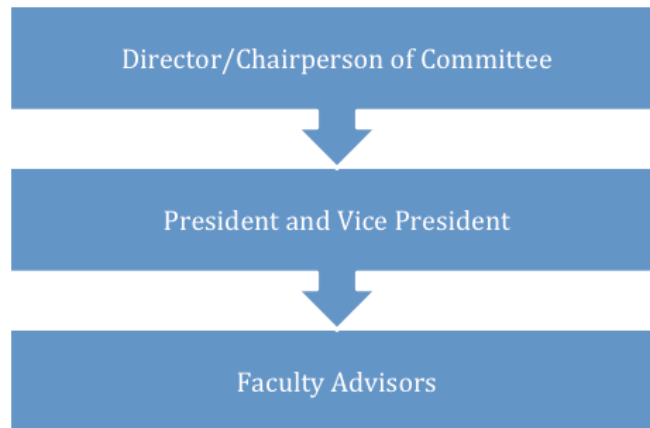 Director/Chairperson of Committee
President and Vice President
Faculty Advisors